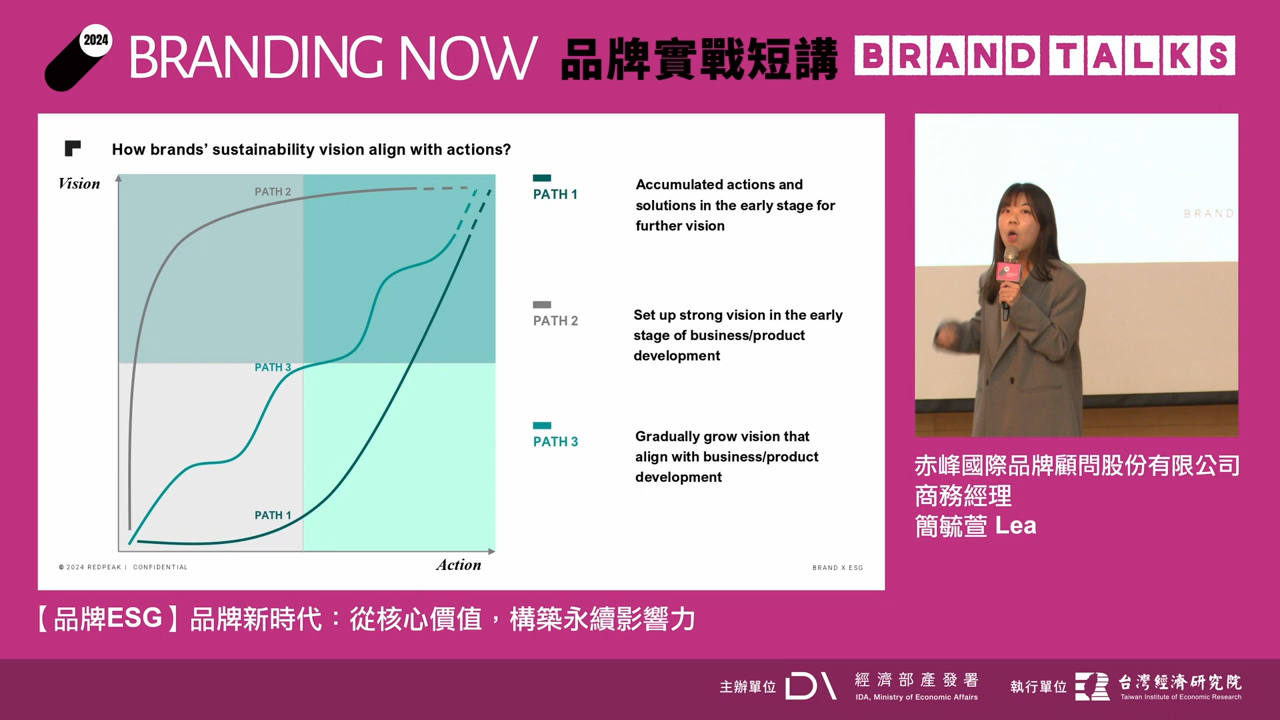 2024
BRANDING NOW 品牌實戰短講 BRAND TALKS
How brands’ sustainability vision align with actions?
Vision
PATH 2
PATH 3
PATH 1
Action
PATH 1
Accumulated actions and
solutions in the early stage for
further vision
PATH 2
Set up strong vision in the early
stage of business/product
development
PATH 3
Gradually grow vision that
align with business/product
development
© 2024 REDPEAK | CONFIDENTIAL
BRAND X ESG
BRAND
赤峰國際品牌顧問股份有限公司
商務經理
簡毓萱 Lea
【品牌ESG】品牌新時代：從核心價值，構築永續影響力
主辦單位
經濟部產發署
IDA, Ministry of Economic Affairs
執行單位
台灣經濟研究院
Taiwan Institute of Economic Research